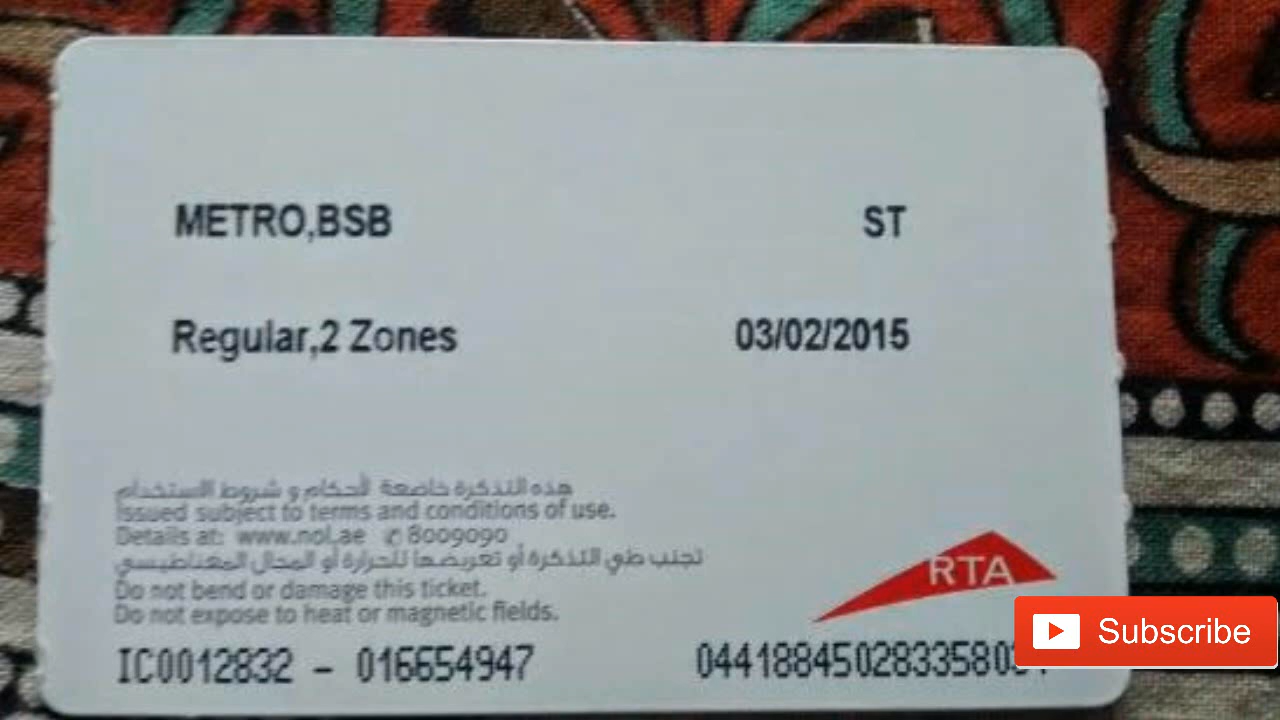 METRO,BSB ST
Regular,2 Zones 03/02/2015
هذه التذكرة خاضعة لأحكام و شروط الاستخدام
Issued subject to terms and conditions of use.
Details at: www.nol.ae ✆ 8009090
تجنب طي التذكرة أو تعريضها للحرارة أو المجال المغناطيسي
Do not bend or damage this ticket.
Do not expose to heat or magnetic fields.
RTA
Subscribe
IC0012832 – 016654947